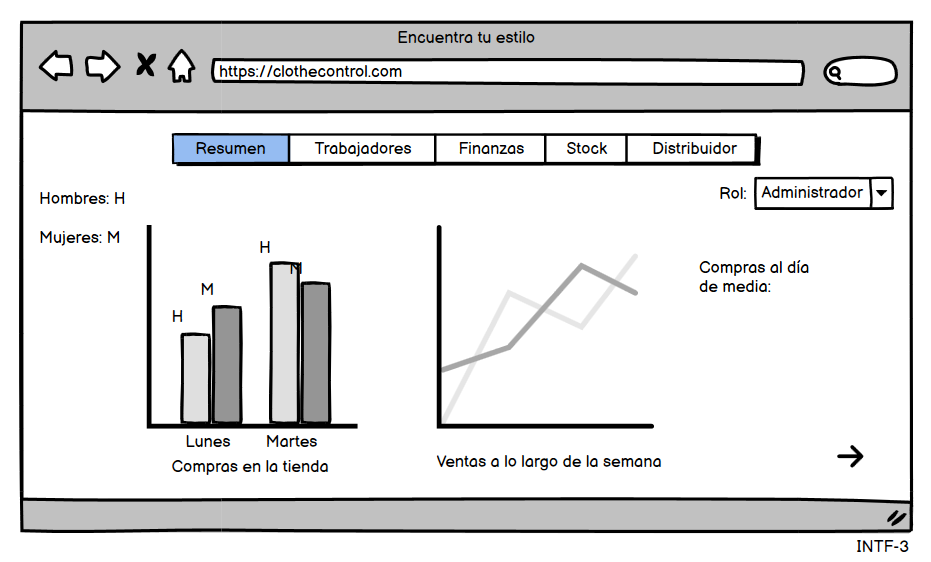 Encuentra tu estilo
https://clothecontrol.com
Resumen
Trabajadores
Finanzas
Stock
Distribuidor
Rol:
Administrador
Hombres: H
Mujeres: M
H
M
H
M
Lunes
Martes
Compras en la tienda
Ventas a lo largo de la semana
Compras al día
de media:
INTF-3